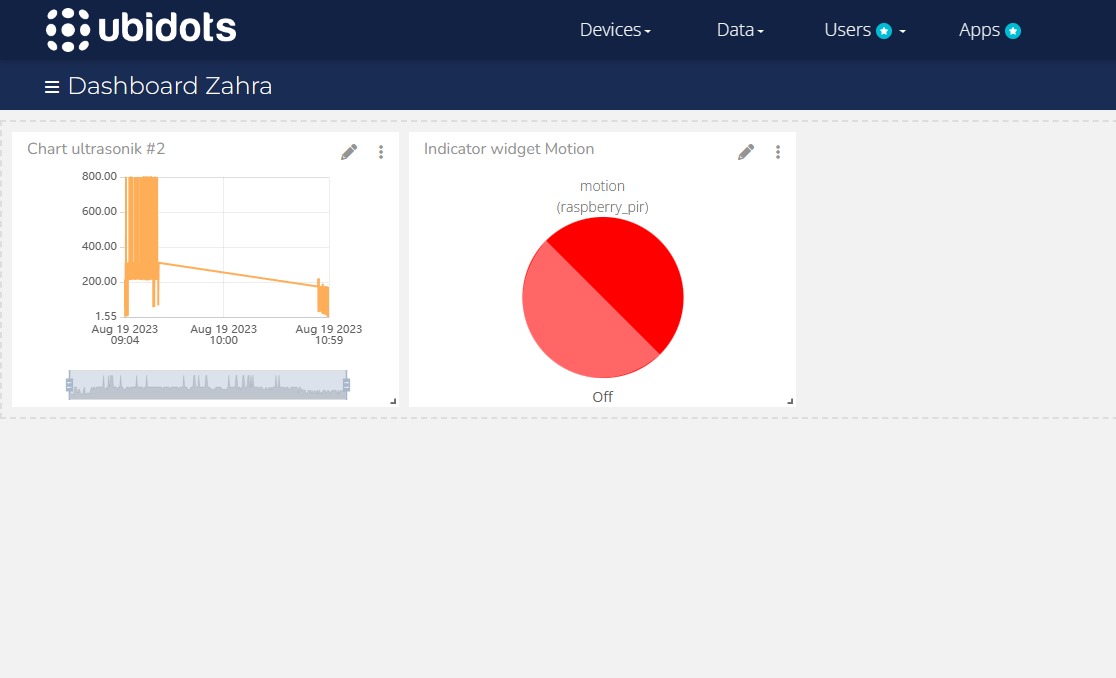 ubidots
Devices
Data
Users
Apps
Dashboard Zahra
Chart ultrasonik #2
800.00
600.00
400.00
200.00
1.55
Aug 19 2023
09:04
Aug 19 2023
10:00
Aug 19 2023
10:59
Indicator widget Motion
motion
(raspberry_pir)
Off